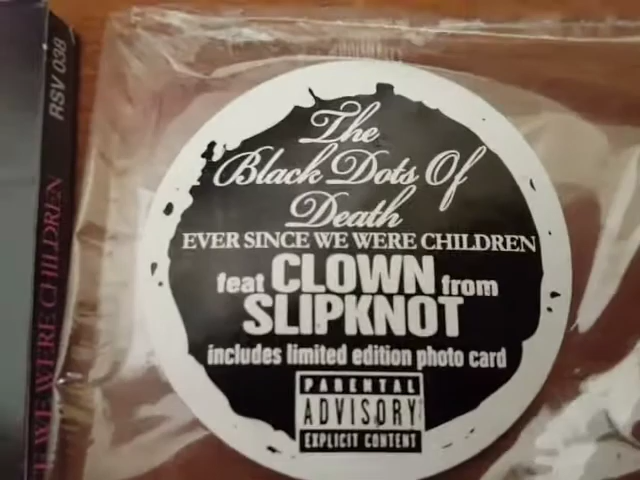 RSV 038
E WE WERE CHILDREN
The
Black Dots Of
Death
EVER SINCE WE WERE CHILDREN
feat CLOWN from
SLIPKNOT
includes limited edition photo card
PARENTAL
ADVISORY
EXPLICIT CONTENT